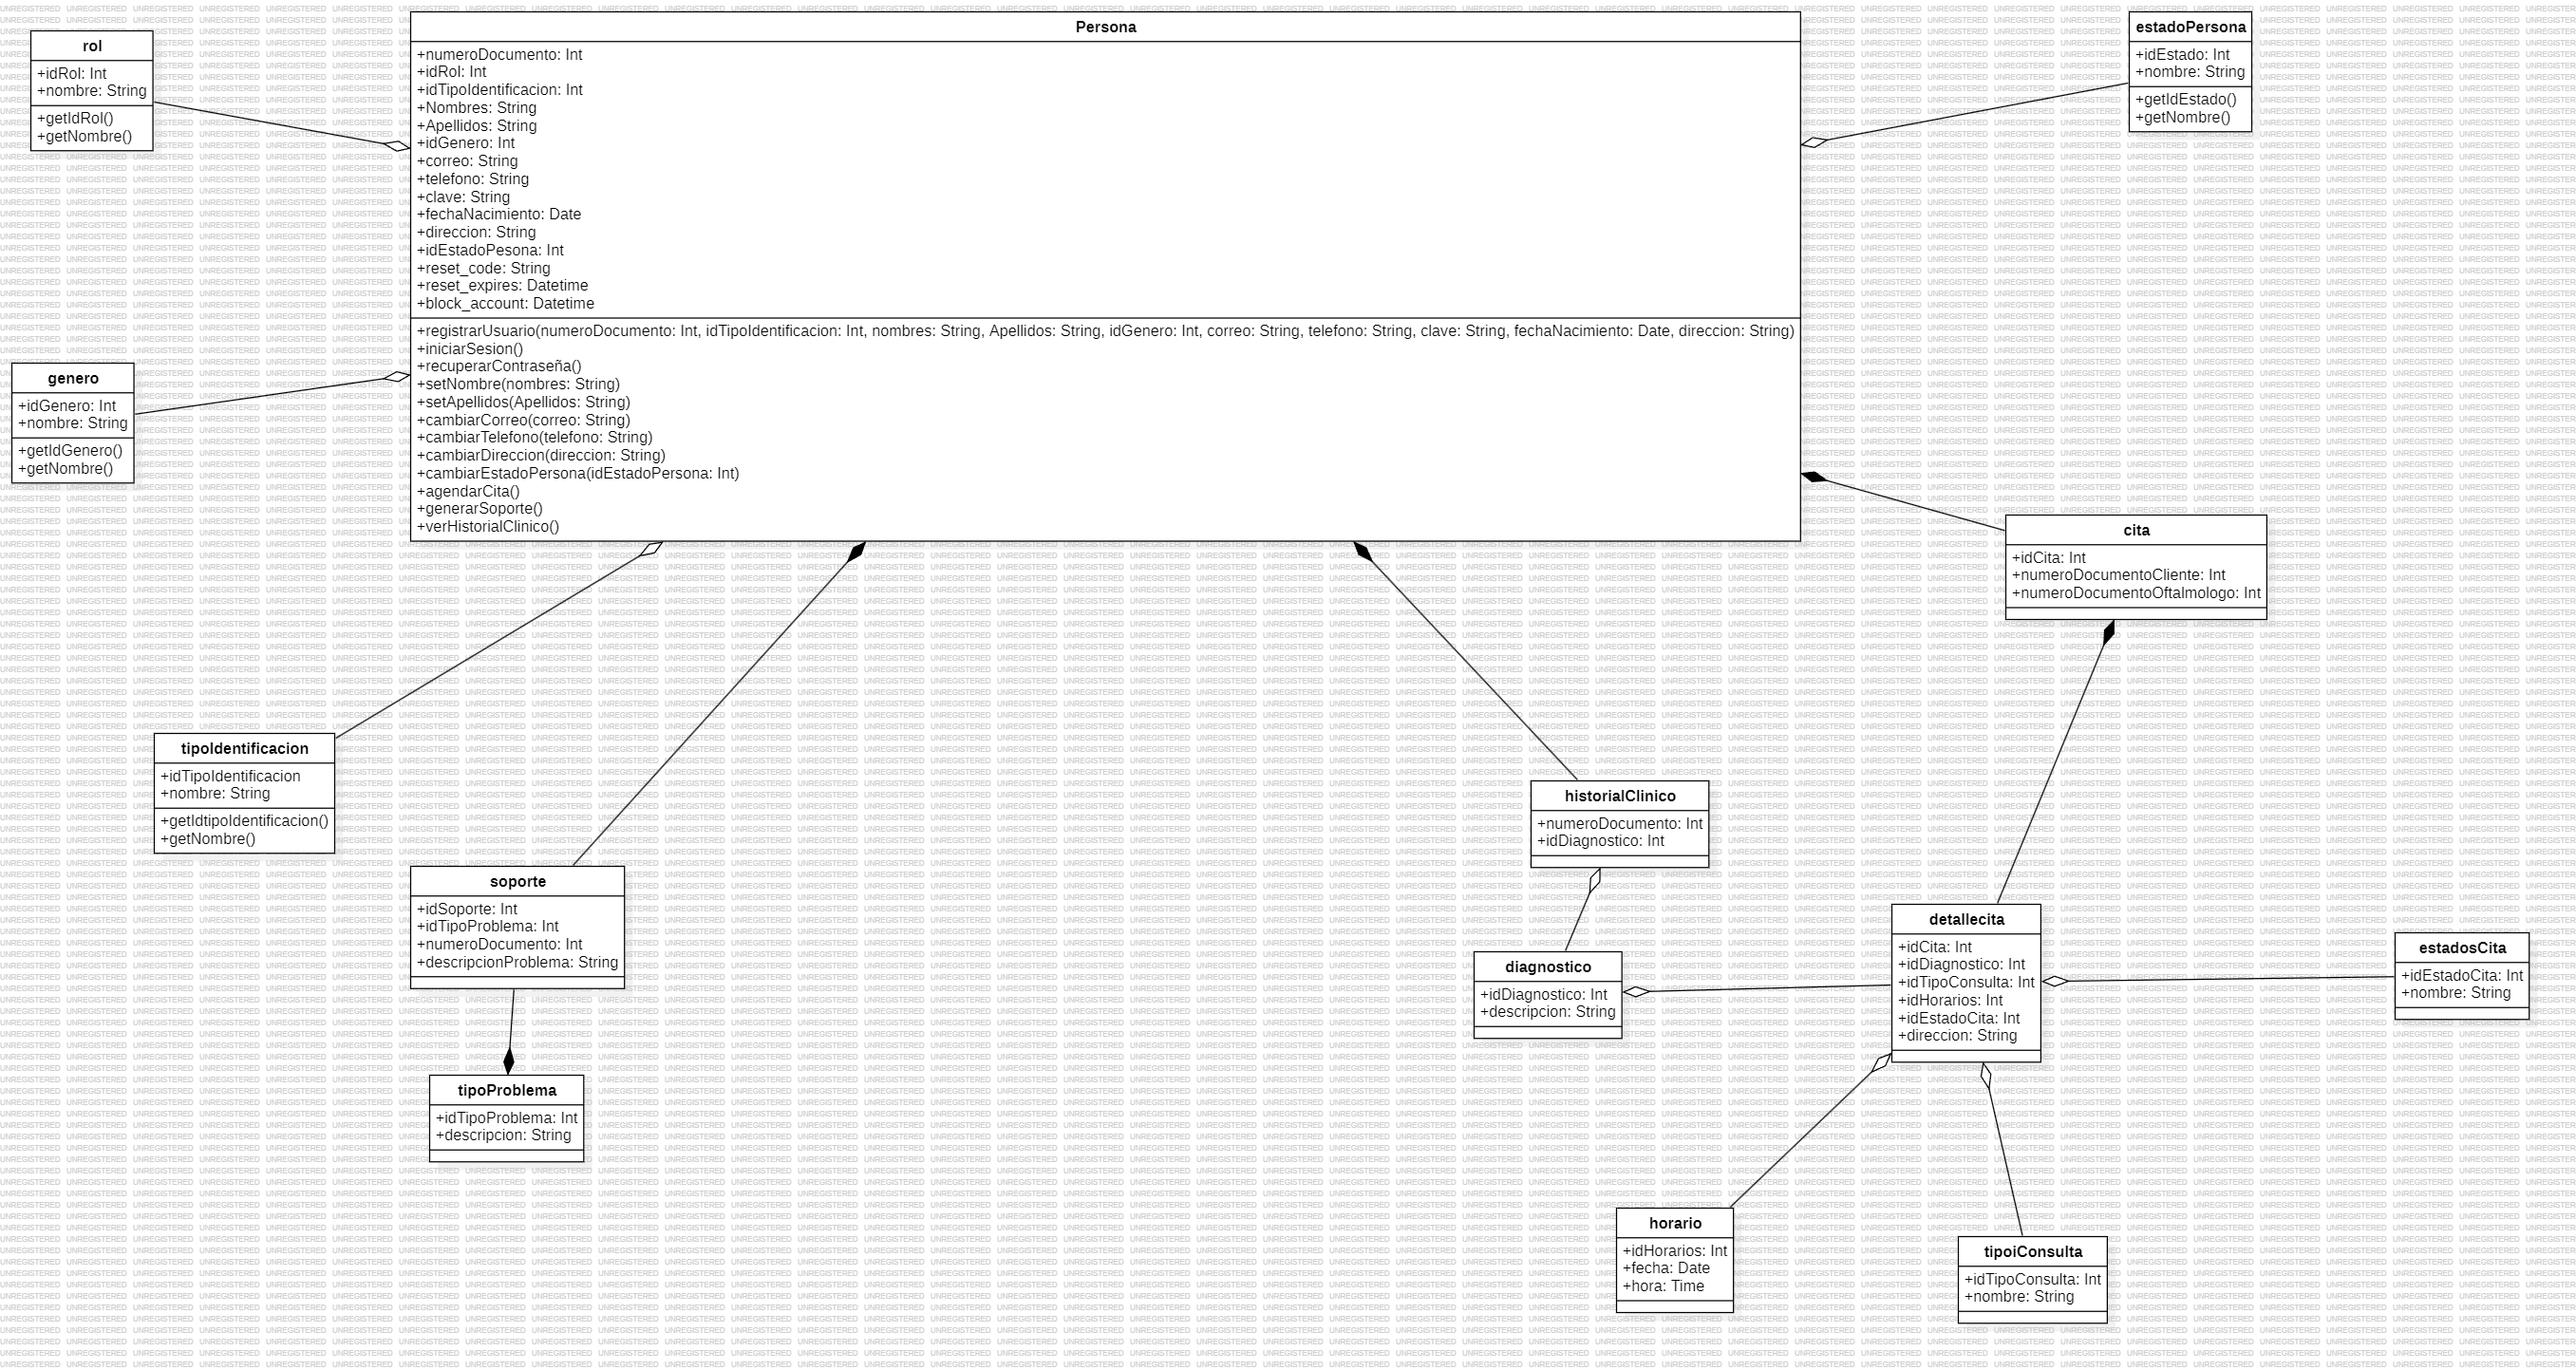 rol
+idRol: Int
+nombre: String
+getIdRol()
+getNombre()
Persona
+numeroDocumento: Int
+idRol: Int
+idTipoIdentificacion: Int
+Nombres: String
+Apellidos: String
+idGenero: Int
+correo: String
+telefono: String
+clave: String
+fechaNacimiento: Date
+direccion: String
+idEstadoPesona: Int
+reset_code: String
+reset_expires: Datetime
+block_account: Datetime
+registrarUsuario(numeroDocumento: Int, idTipoIdentificacion: Int, nombres: String, Apellidos: String, idGenero: Int, correo: String, telefono: String, clave: String, fechaNacimiento: Date, direccion: String)
+iniciarSesion()
+recuperarContraseña()
+setNombre(nombres: String)
+setApellidos(Apellidos: String)
+cambiarCorreo(correo: String)
+cambiarTelefono(telefono: String)
+cambiarDireccion(direccion: String)
+cambiarEstadoPersona(idEstadoPersona: Int)
+agendarCita()
+generarSoporte()
+verHistorialClinico()
estadoPersona
+idEstado: Int
+nombre: String
+getIdEstado()
+getNombre()
genero
+idGenero: Int
+nombre: String
+getIdGenero()
+getNombre()
cita
+idCita: Int
+numeroDocumentoCliente: Int
+numeroDocumentoOftalmologo: Int
tipoIdentificacion
+idTipoIdentificacion
+nombre: String
+getIdtipoIdentificacion()
+getNombre()
historialClinico
+numeroDocumento: Int
+idDiagnostico: Int
soporte
+idSoporte: Int
+idTipoProblema: Int
+numeroDocumento: Int
+descripcionProblema: String
detallecita
+idCita: Int
+idDiagnostico: Int
+idTipoConsulta: Int
+idHorarios: Int
+idEstadoCita: Int
+direccion: String
estadosCita
+idEstadoCita: Int
+nombre: String
diagnostico
+idDiagnostico: Int
+descripcion: String
tipoProblema
+idTipoProblema: Int
+descripcion: String
horario
+idHorarios: Int
+fecha: Date
+hora: Time
tipoiConsulta
+idTipoConsulta: Int
+nombre: String
UNREGISTERED